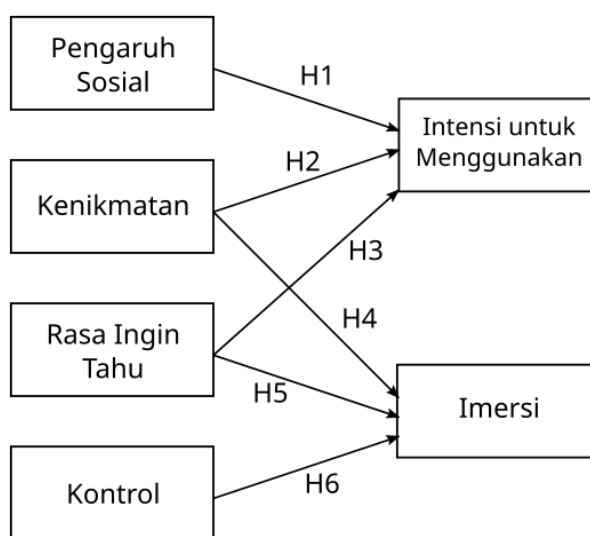 Pengaruh
Sosial
H1
Intensi untuk
Menggunakan
H2
Kenikmatan
H3
H4
Rasa Ingin
Tahu
H5
Imersi
Kontrol
H6